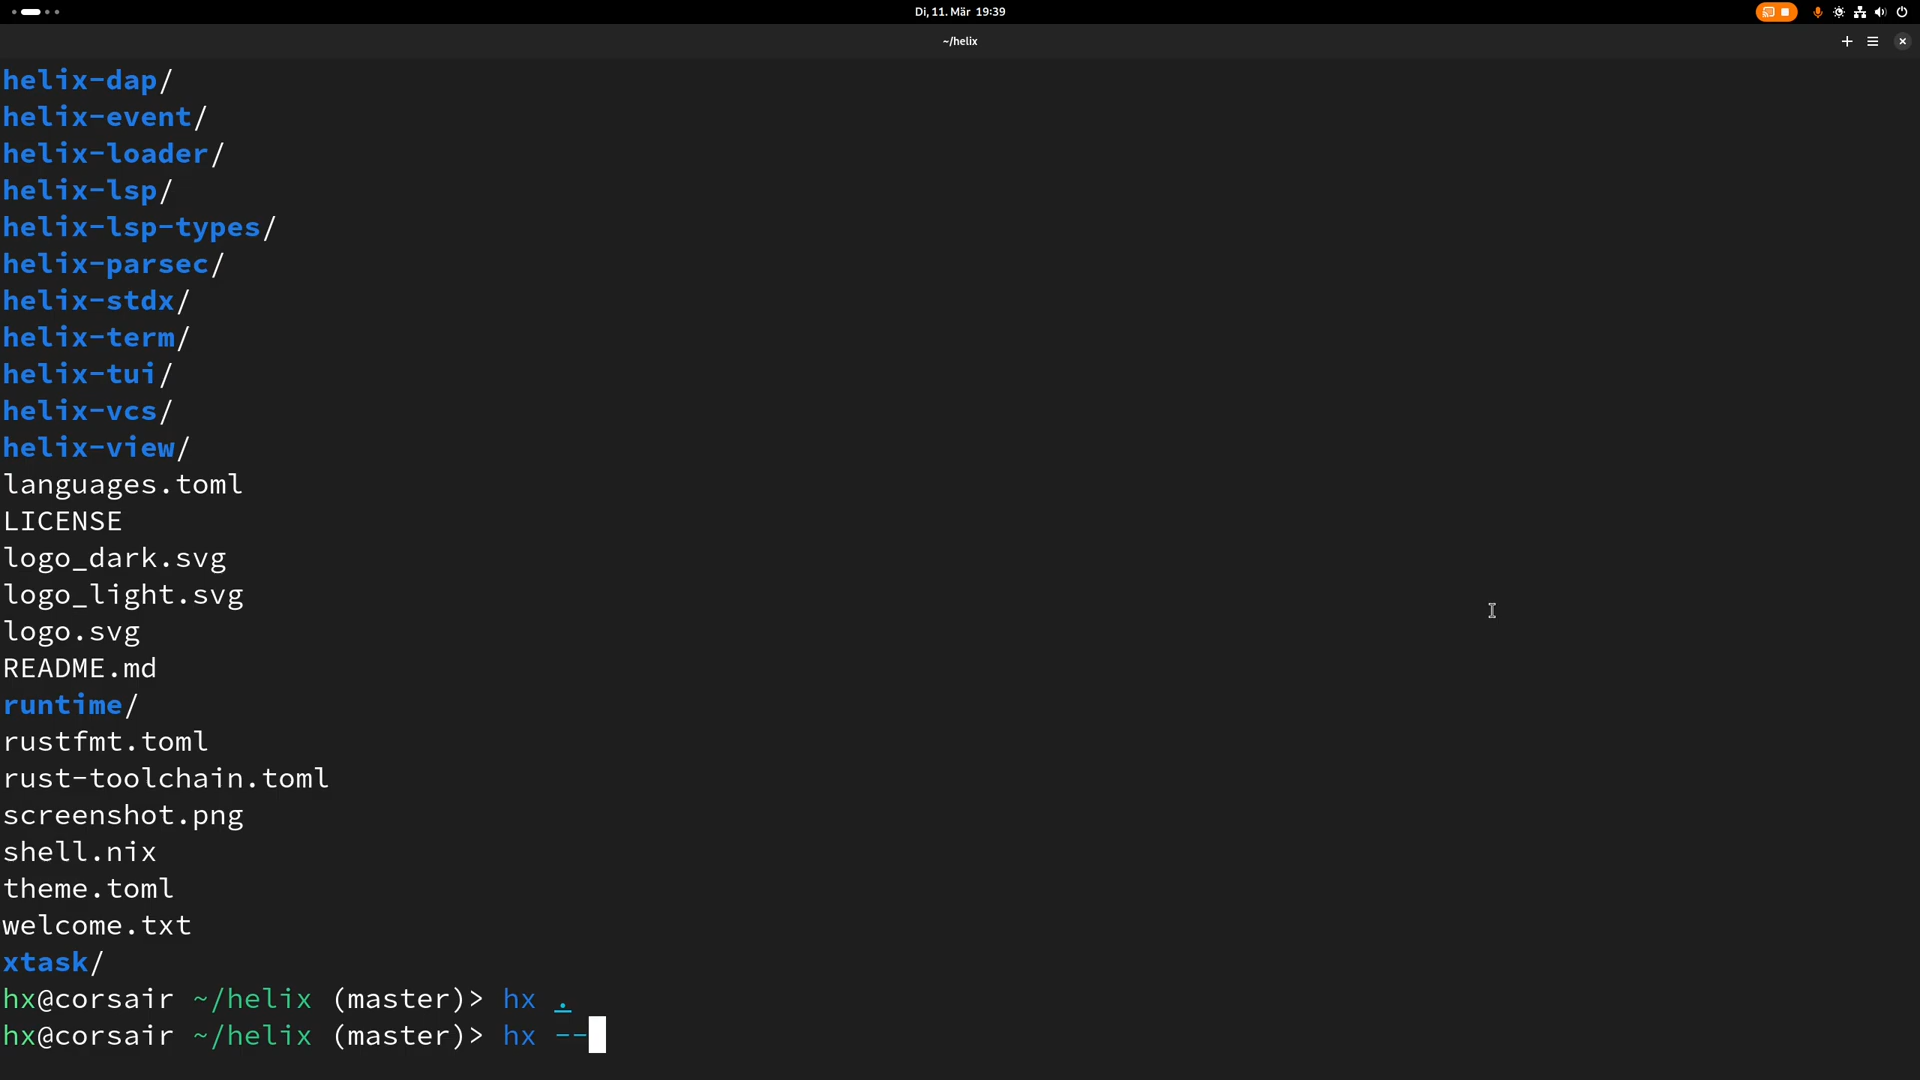 Di, 11. Mär 19:39
~/helix
helix-dap/
helix-event/
helix-loader/
helix-lsp/
helix-lsp-types/
helix-parsec/
helix-stdx/
helix-term/
helix-tui/
helix-vcs/
helix-view/
languages.toml
LICENSE
logo_dark.svg
logo_light.svg
logo.svg
README.md
runtime/
rustfmt.toml
rust-toolchain.toml
screenshot.png
shell.nix
theme.toml
welcome.txt
xtask/
hx@corsair ~/helix (master)> hx .
hx@corsair ~/helix (master)> hx --